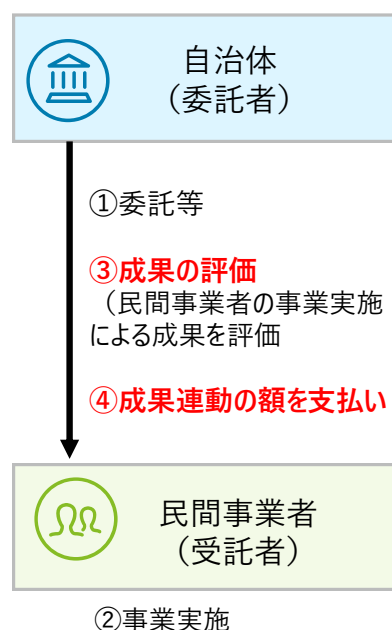 自治体
（委託者）
①委託等
③成果の評価
（民間事業者の事業実施
による成果を評価
④成果連動の額を支払い
民間事業者
（受託者）
②事業実施